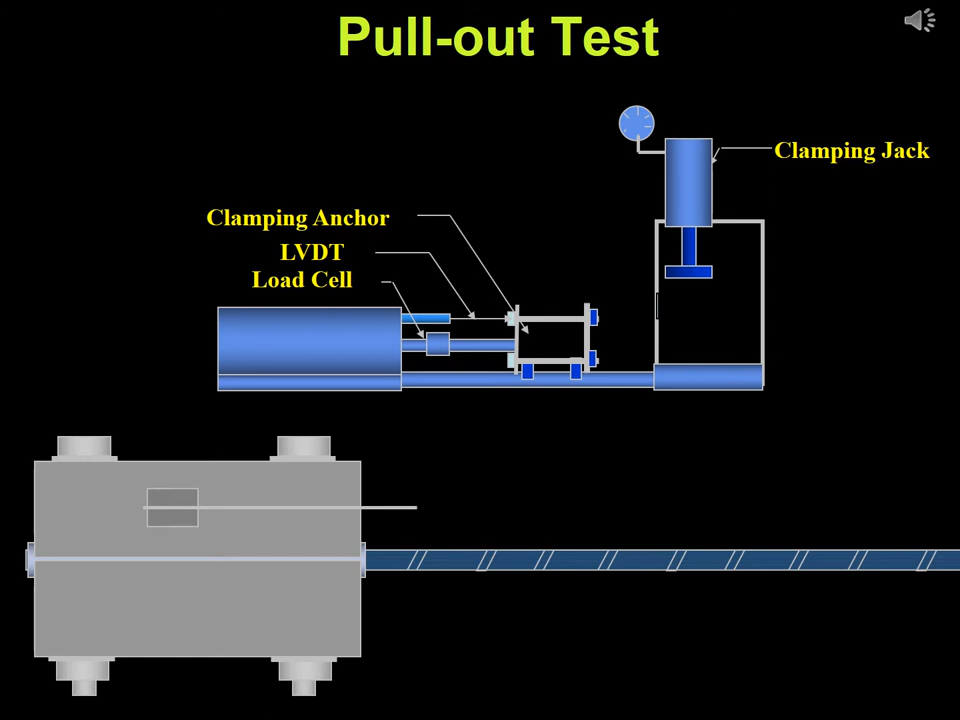 Pull-out Test
Clamping Jack
Clamping Anchor
LVDT
Load Cell